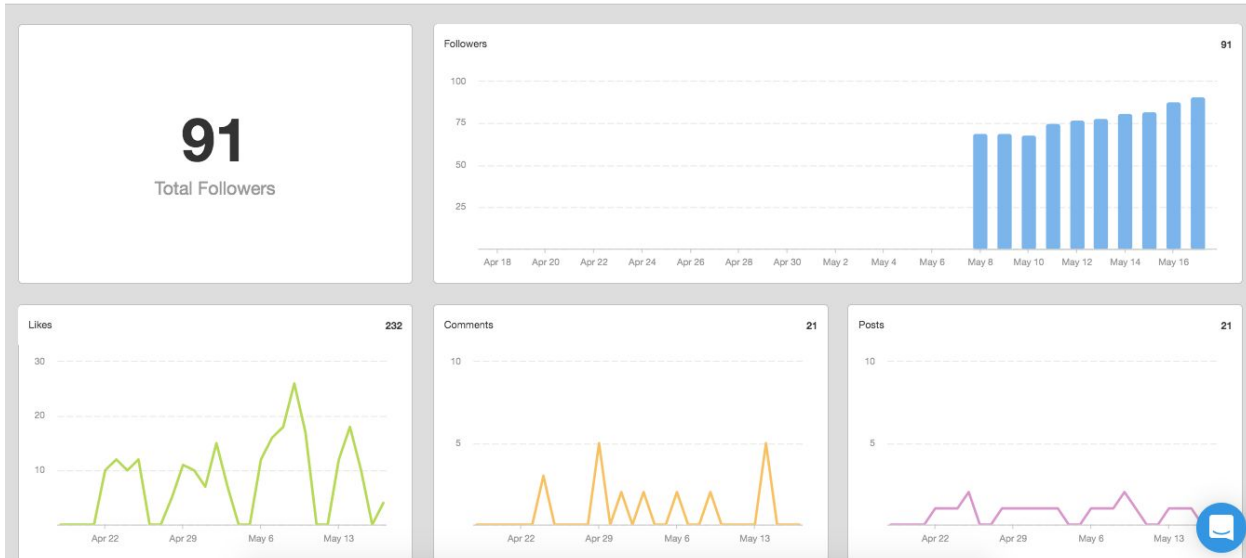 91
Total Followers
Followers 91
100
75
50
25
Apr 18 Apr 20 Apr 22 Apr 24 Apr 26 Apr 28 Apr 30 May 2 May 4 May 6 May 8 May 10 May 12 May 14 May 16
Likes 232
30
20
10
Apr 22 Apr 29 May 6 May 13
Comments 21
10
5
Apr 22 Apr 29 May 6 May 13
Posts 21
10
5
Apr 22 Apr 29 May 6 May 13